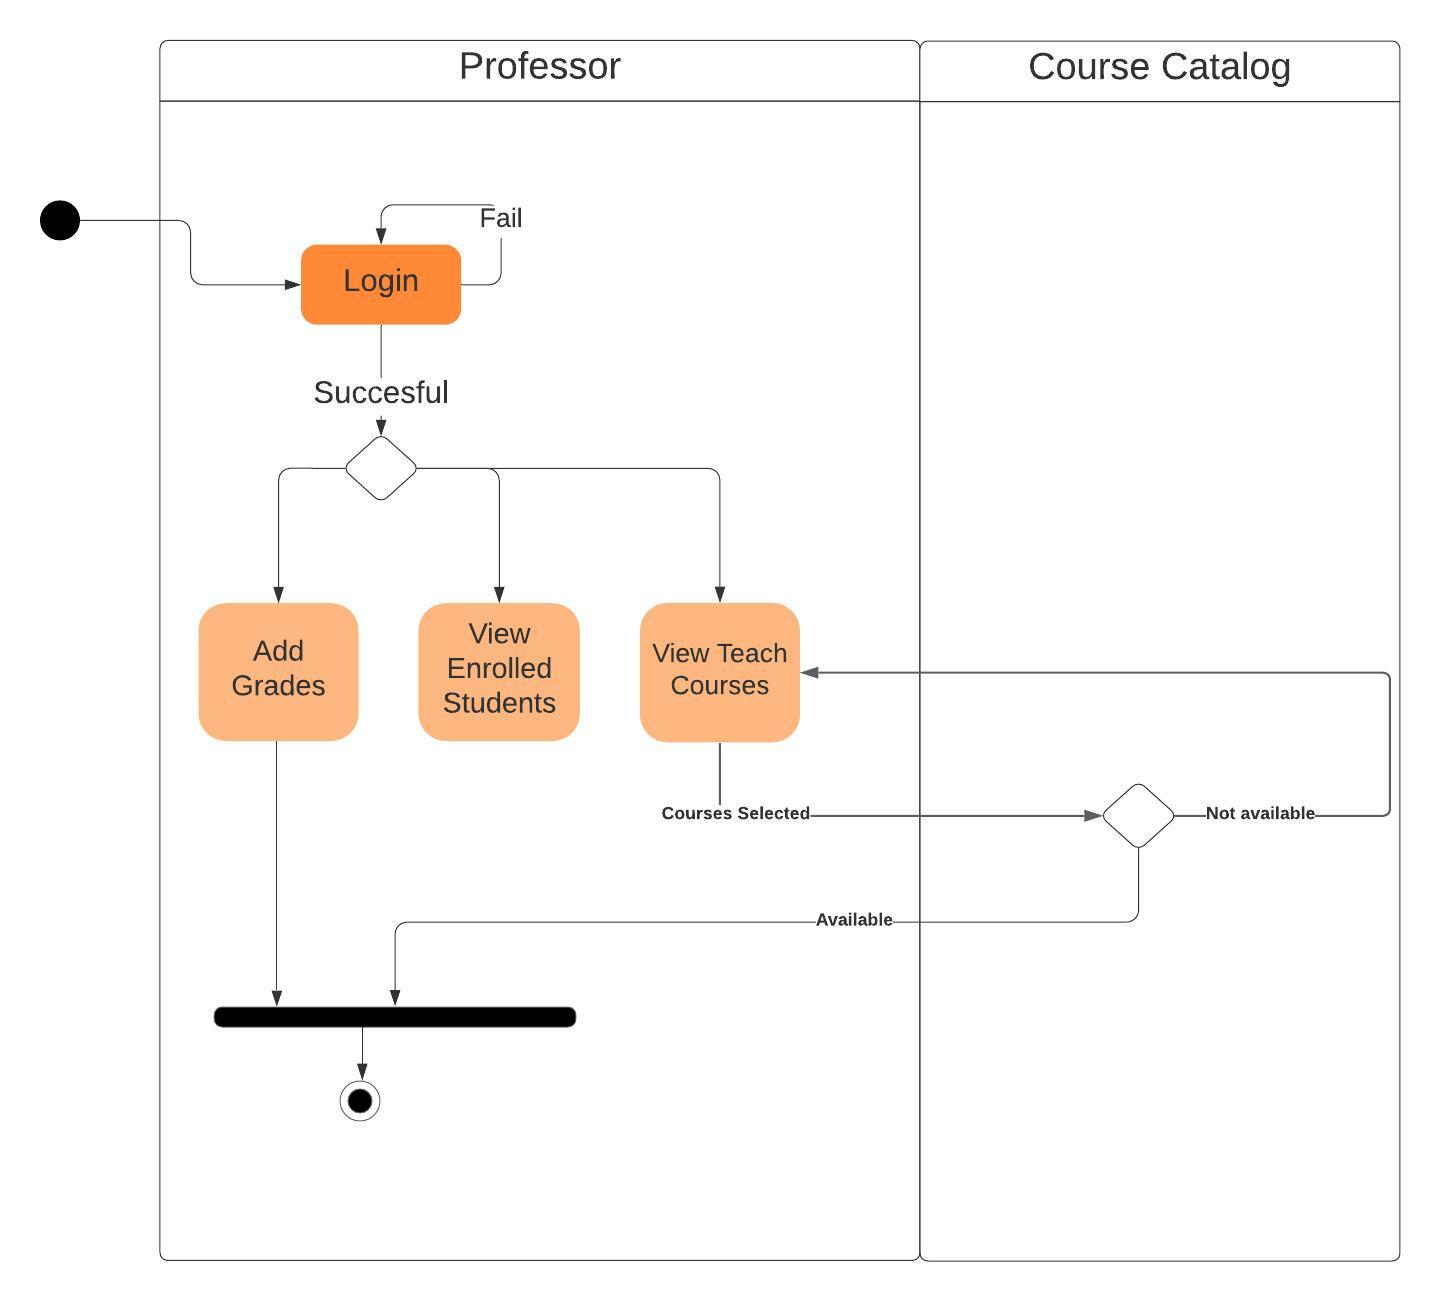 Professor
Course Catalog
Fail
Login
Succesful
Add
Grades
View
Enrolled
Students
View Teach
Courses
Courses Selected
Not available
Available